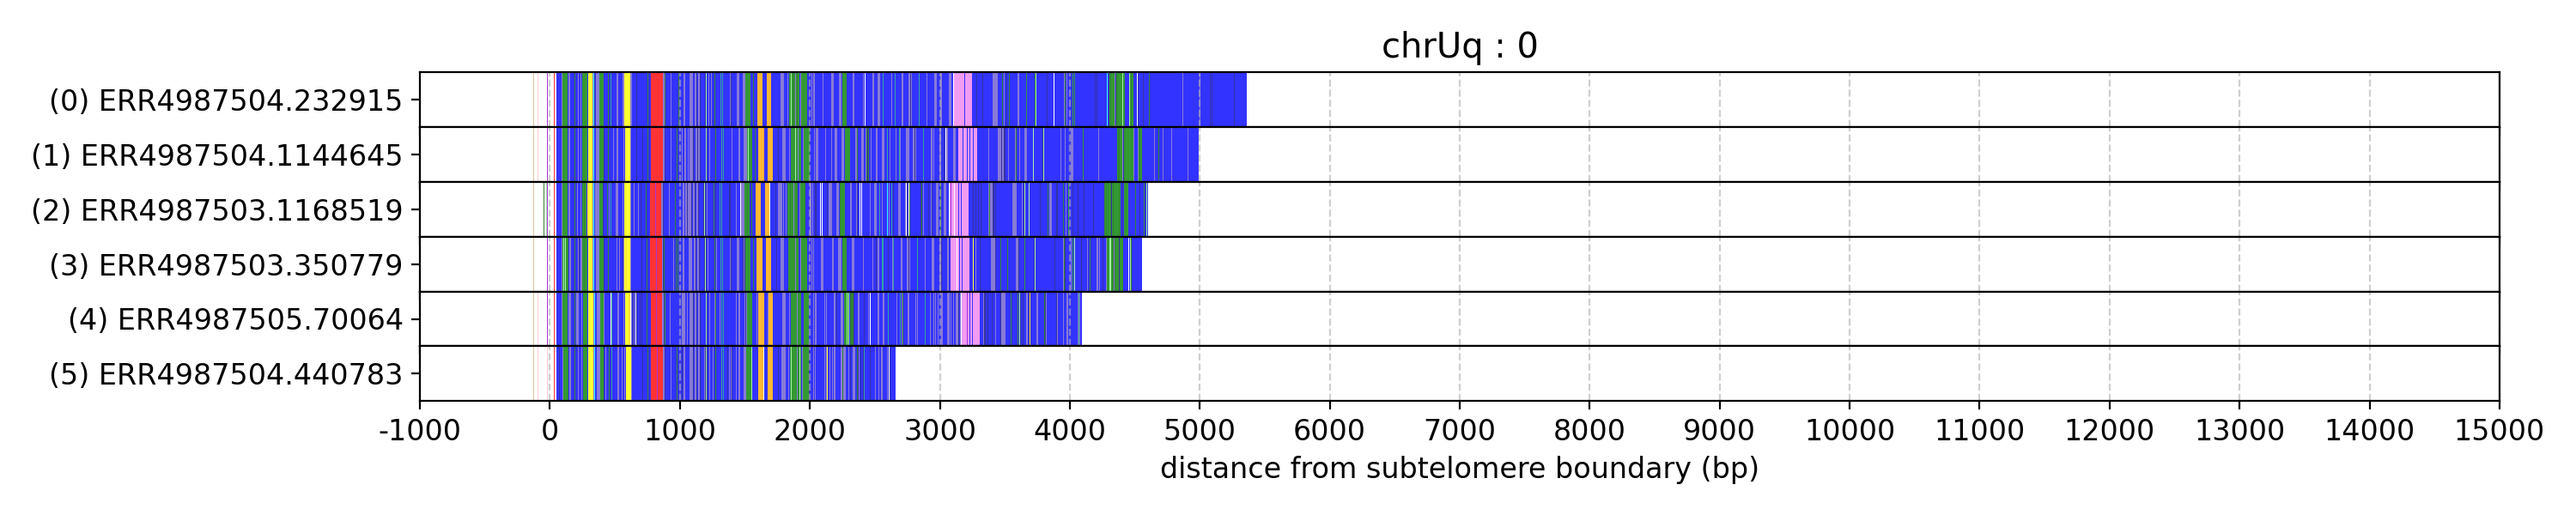 chrUq : 0
(0) ERR4987504.232915
(1) ERR4987504.1144645
(2) ERR4987503.1168519
(3) ERR4987503.350779
(4) ERR4987505.70064
(5) ERR4987504.440783
-1000 0 1000 2000 3000 4000 5000 6000 7000 8000 9000 10000 11000 12000 13000 14000 15000
distance from subtelomere boundary (bp)